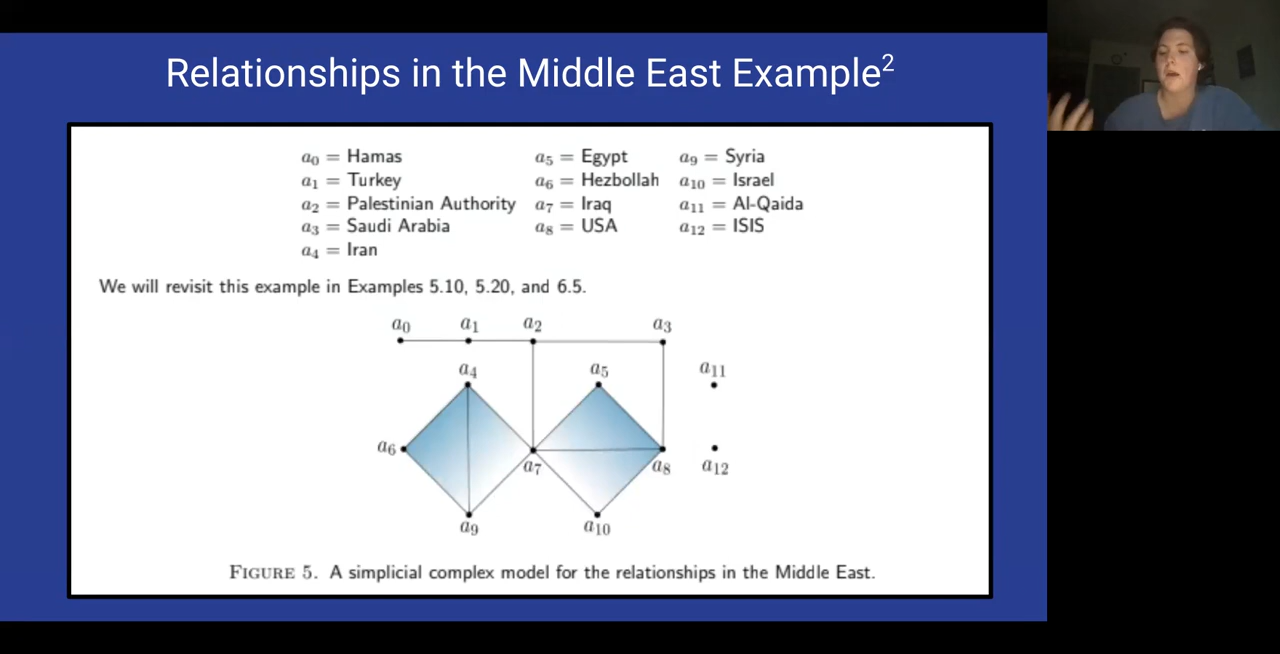 Relationships in the Middle East Example²
a₀ = Hamas a₅ = Egypt a₉ = Syria
a₁ = Turkey a₆ = Hezbollah a₁₀ = Israel
a₂ = Palestinian Authority a₇ = Iraq a₁₁ = Al-Qaida
a₃ = Saudi Arabia a₈ = USA a₁₂ = ISIS
a₄ = Iran
We will revisit this example in Examples 5.10, 5.20, and 6.5.
a₀ a₁ a₂ a₃
a₄ a₅ a₁₁
a₆ a₇ a₈ a₁₂
a₉ a₁₀
FIGURE 5. A simplicial complex model for the relationships in the Middle East.